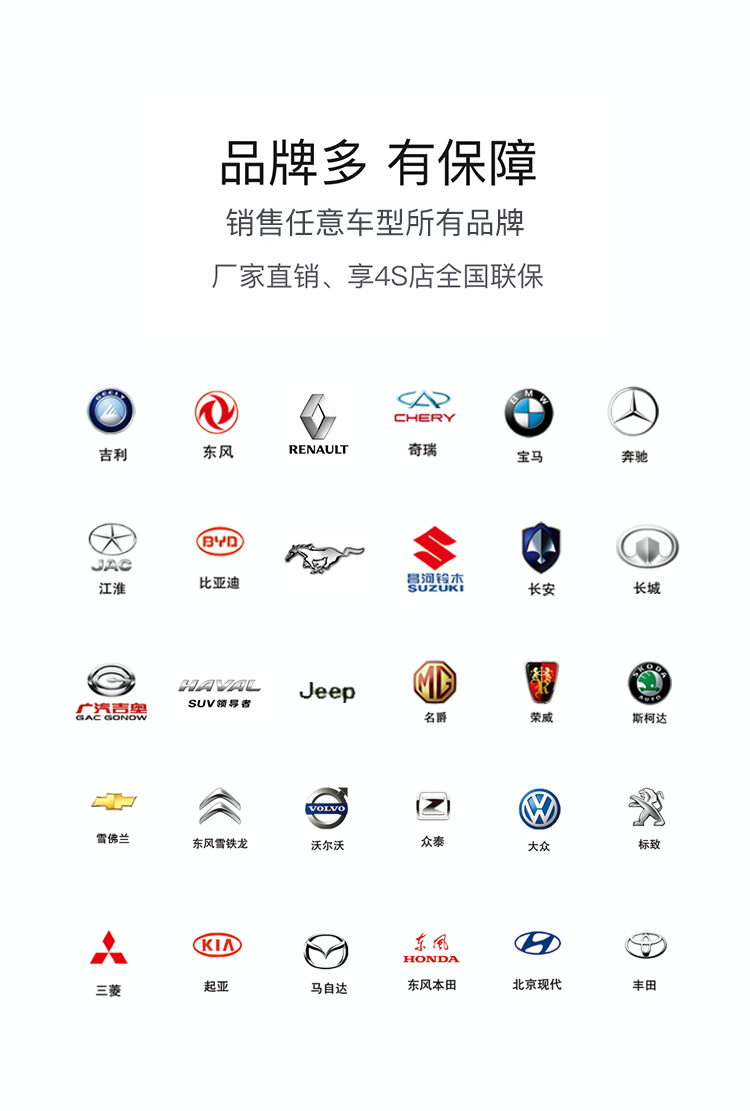 品牌多 有保障
销售任意车型所有品牌
厂家直销、享4S店全国联保
GEELY
吉利
东风
RENAULT
CHERY
奇瑞
BMW
宝马
奔驰
JAC
江淮
BYD
比亚迪
昌河铃木
SUZUKI
长安
长城
广汽吉奥
GAC GONOW
HAVAL
SUV领导者
Jeep
MG
名爵
荣威
SKODA
AUTO
斯柯达
雪佛兰
东风雪铁龙
VOLVO
沃尔沃
Z
众泰
大众
标致
三菱
KIA
起亚
马自达
东风
HONDA
东风本田
北京现代
丰田